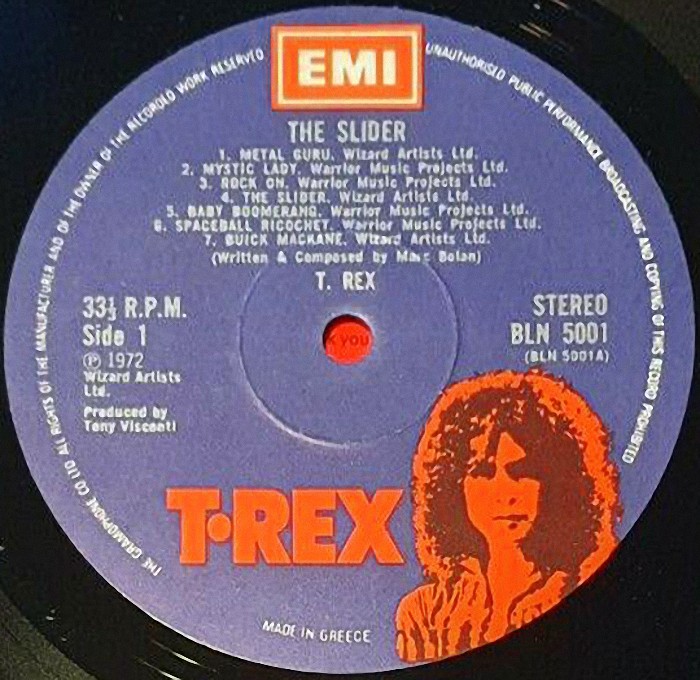 EMI
THE GRAMOPHONE CO LTD ALL RIGHTS OF THE MANUFACTURER AND OF THE OWNER OF THE RECORDED WORK RESERVED
UNAUTHORISED PUBLIC PERFORMANCE BROADCASTING AND COPYING OF THIS RECORD PROHIBITED
THE SLIDER
1. METAL GURU. Wizard Artists Ltd.
2. MYSTIC LADY. Warrior Music Projects Ltd.
3. ROCK ON. Warrior Music Projects Ltd.
4. THE SLIDER. Wizard Artists Ltd.
5. BABY BOOMERANG. Warrior Music Projects Ltd.
6. SPACEBALL RICOCHET. Warrior Music Projects Ltd.
7. BUICK MACKANE. Wizard Artists Ltd.
(Written & Composed by Marc Bolan)
T. REX
33⅓ R.P.M.
Side 1
℗ 1972
Wizard Artists
Ltd.
Produced by
Tony Visconti
STEREO
BLN 5001
(BLN 5001A)
k you
T•REX
MADE IN GREECE